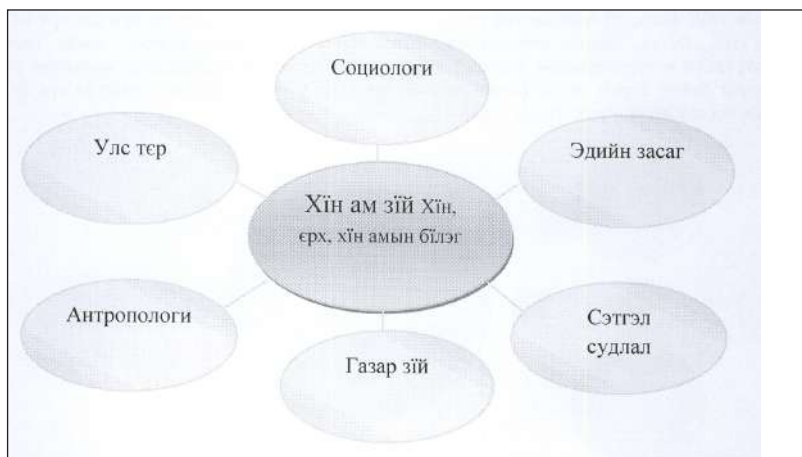 Социологи
Улс тєр
Эдийн засаг
Хїн ам зїй Хїн,
єрх, хїн амын бїлэг
Антропологи
Сэтгэл
судлал
Газар зїй